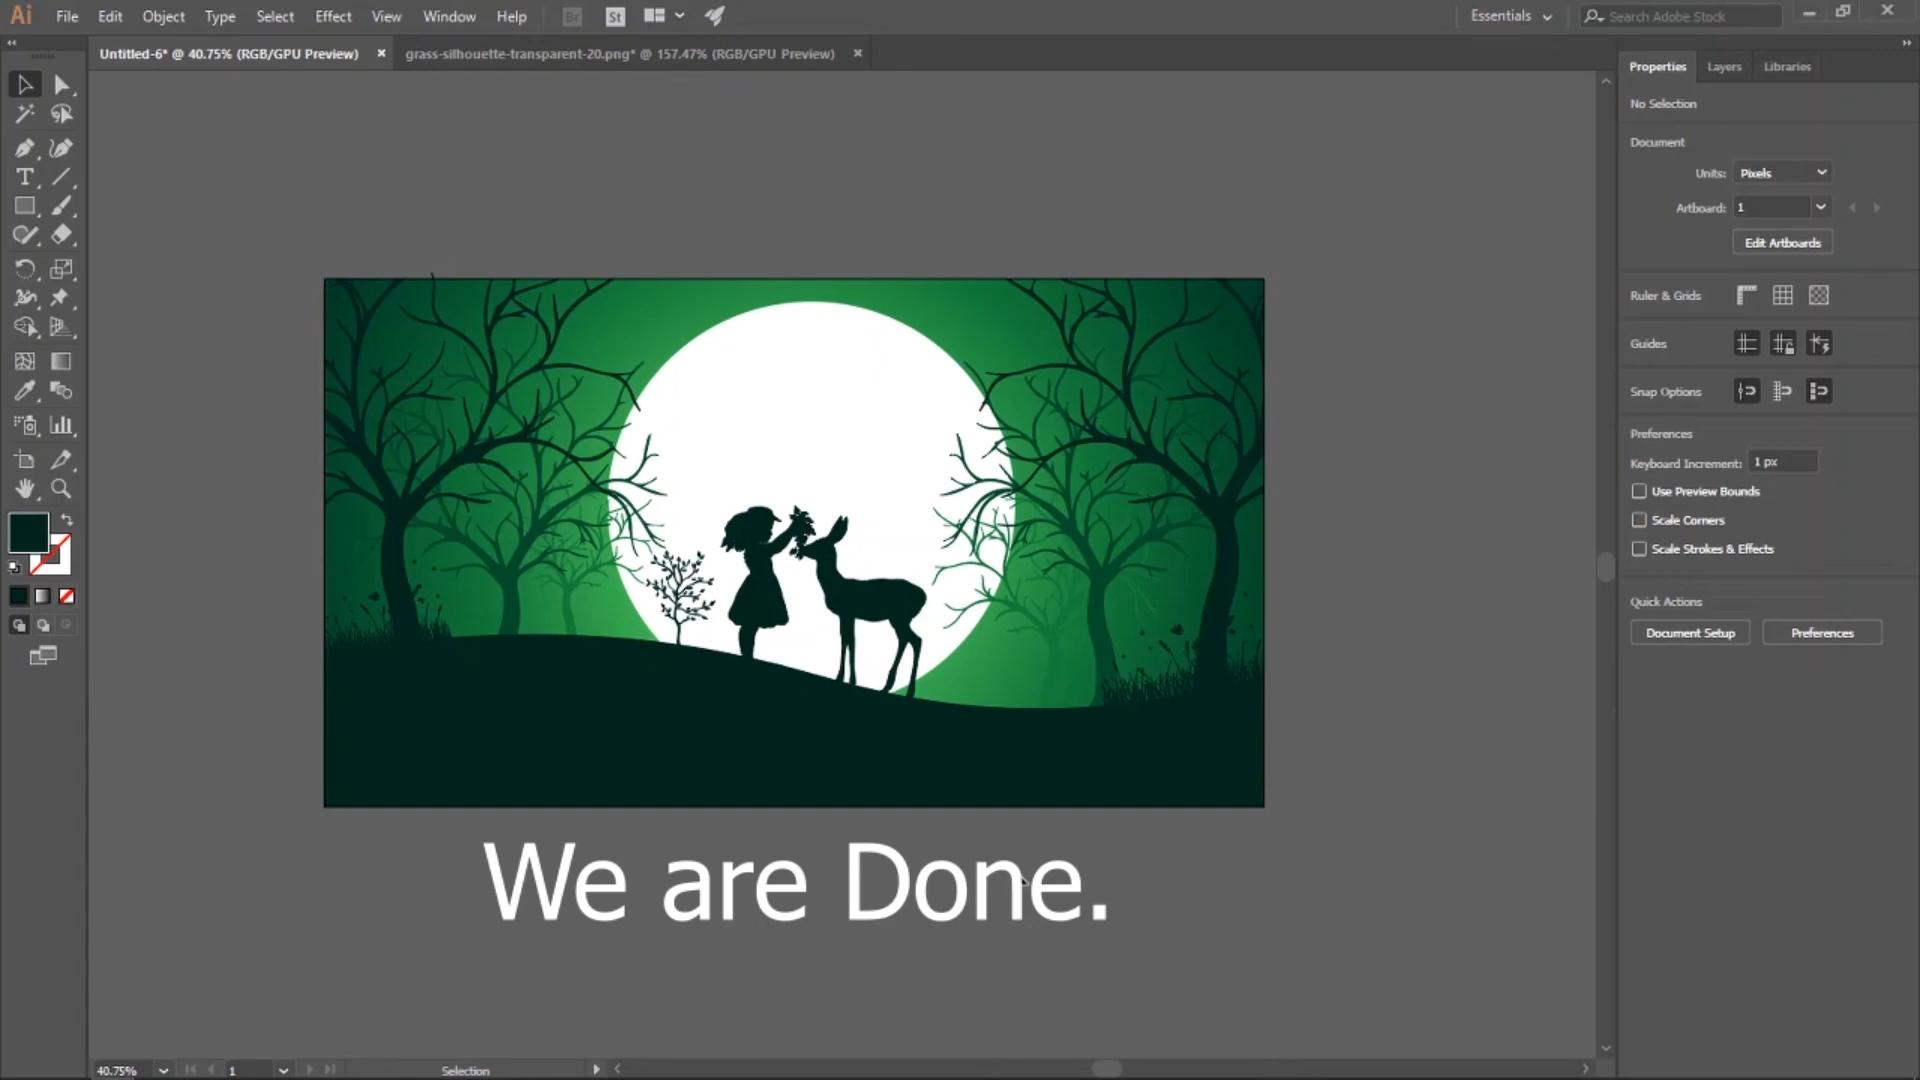 Ai File Edit Object Type Select Effect View Window Help Br St Essentials Search Adobe Stock
Untitled-6* @ 40.75% (RGB/GPU Preview) × grass-silhouette-transparent-20.png* @ 157.47% (RGB/GPU Preview) ×
Properties Layers Libraries
No Selection
Document
Units: Pixels
Artboard: 1
Edit Artboards
Ruler & Grids
Guides
Snap Options
Preferences
Keyboard Increment: 1 px
Use Preview Bounds
Scale Corners
Scale Strokes & Effects
Quick Actions
Document Setup Preferences
We are Done.
40.75% 1 Selection